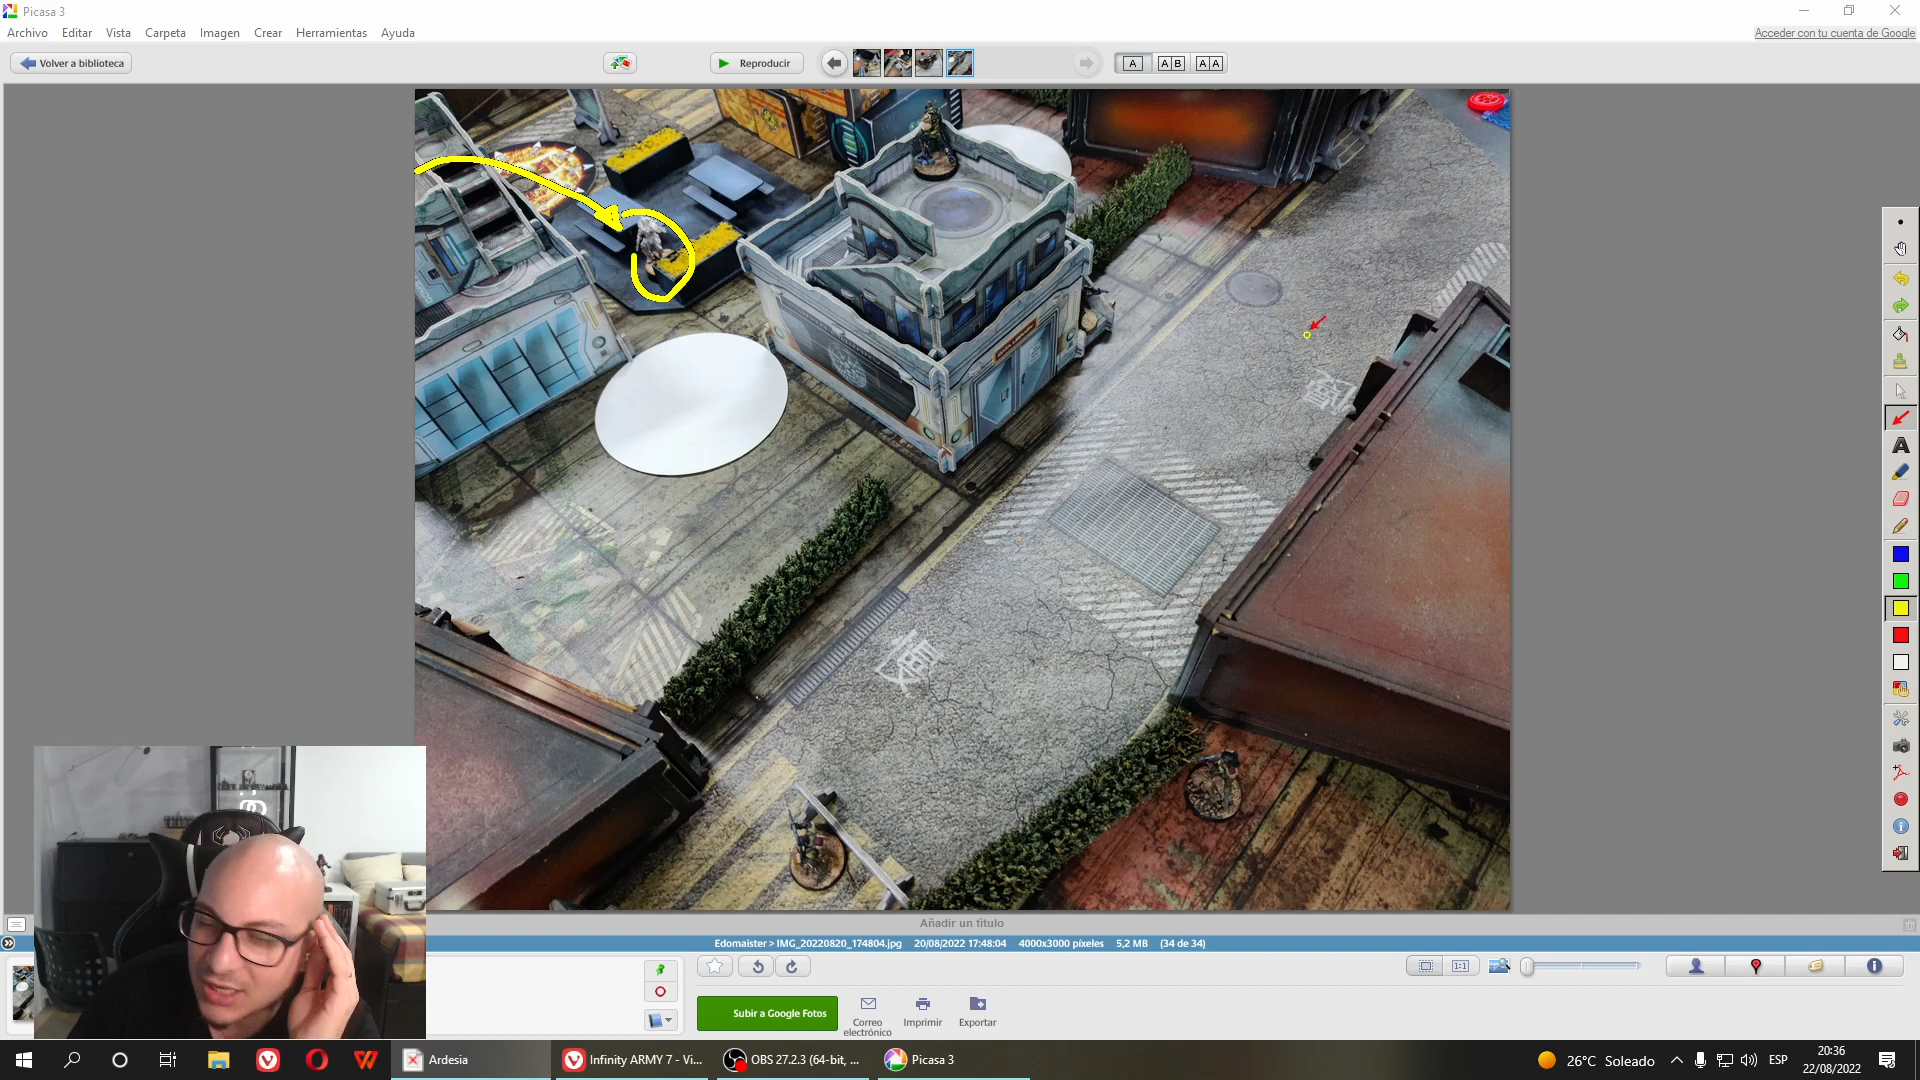 Picasa 3
Archivo Editar Vista Carpeta Imagen Crear Herramientas Ayuda
Acceder con tu cuenta de Google
Volver a biblioteca
Reproducir
A
A B
A A
A
Añadir un título
Edomaister > IMG_20220820_174804.jpg 20/08/2022 17:48:04 4000x3000 píxeles 5,2 MB (34 de 34)
1:1
Subir a Google Fotos
Correo electrónico
Imprimir
Exportar
Ardesia
Infinity ARMY 7 - Vi...
OBS 27.2.3 (64-bit, ...
Picasa 3
26°C Soleado
ESP
20:36
22/08/2022